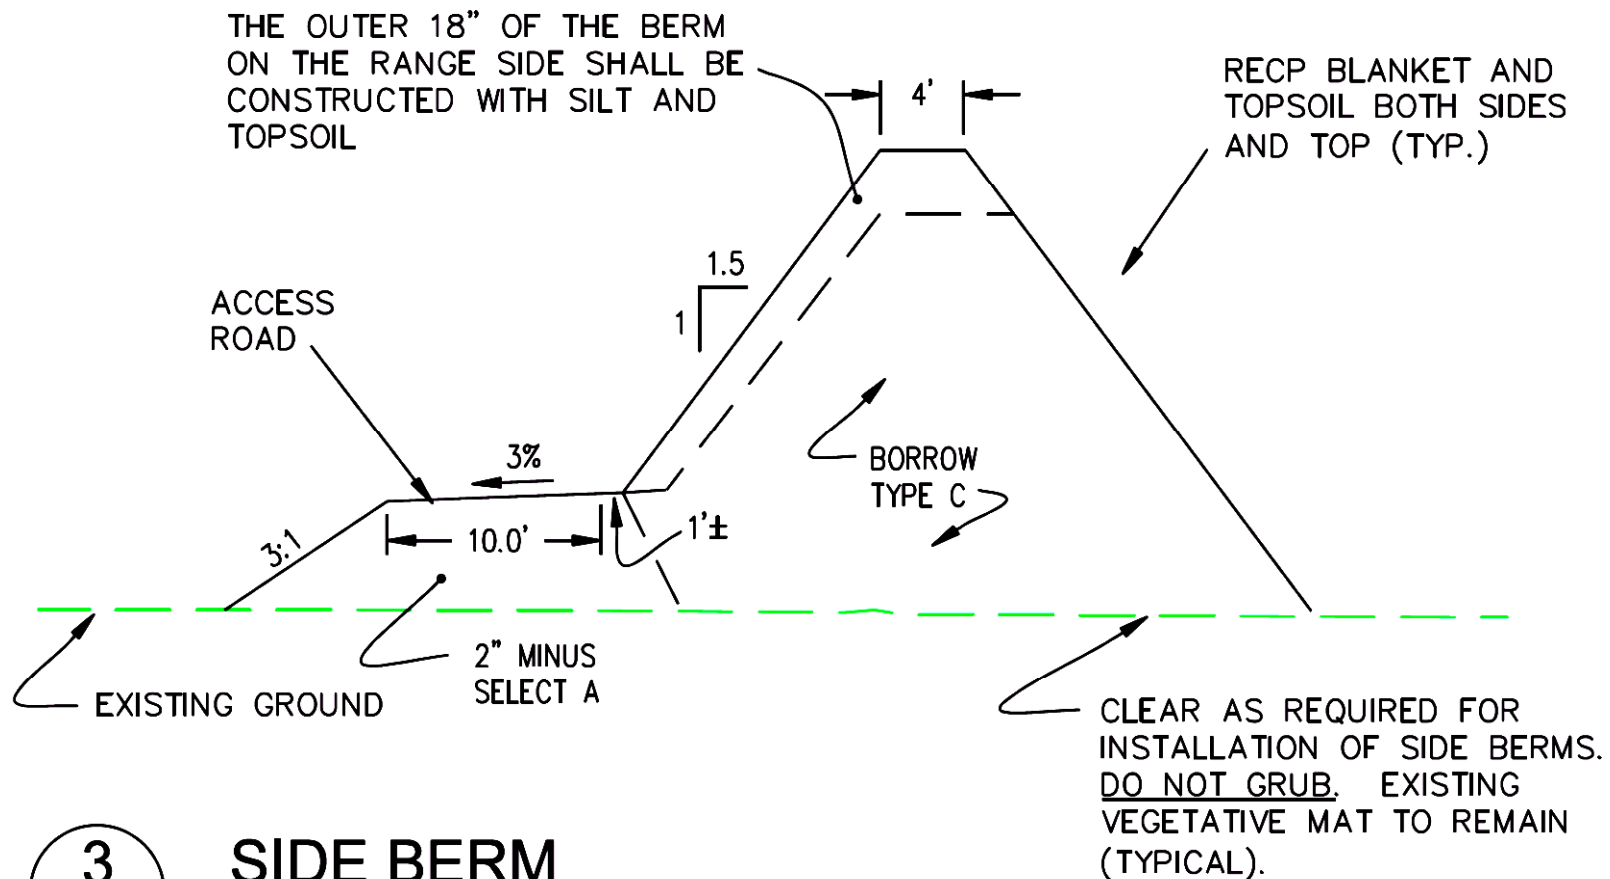 THE OUTER 18" OF THE BERM
ON THE RANGE SIDE SHALL BE
CONSTRUCTED WITH SILT AND
TOPSOIL
4'
RECP BLANKET AND
TOPSOIL BOTH SIDES
AND TOP (TYP.)
1.5
1
ACCESS
ROAD
3%
BORROW
TYPE C
3:1
10.0'
1'±
2" MINUS
SELECT A
EXISTING GROUND
CLEAR AS REQUIRED FOR
INSTALLATION OF SIDE BERMS.
DO NOT GRUB. EXISTING
VEGETATIVE MAT TO REMAIN
(TYPICAL).
3
SIDE BERM